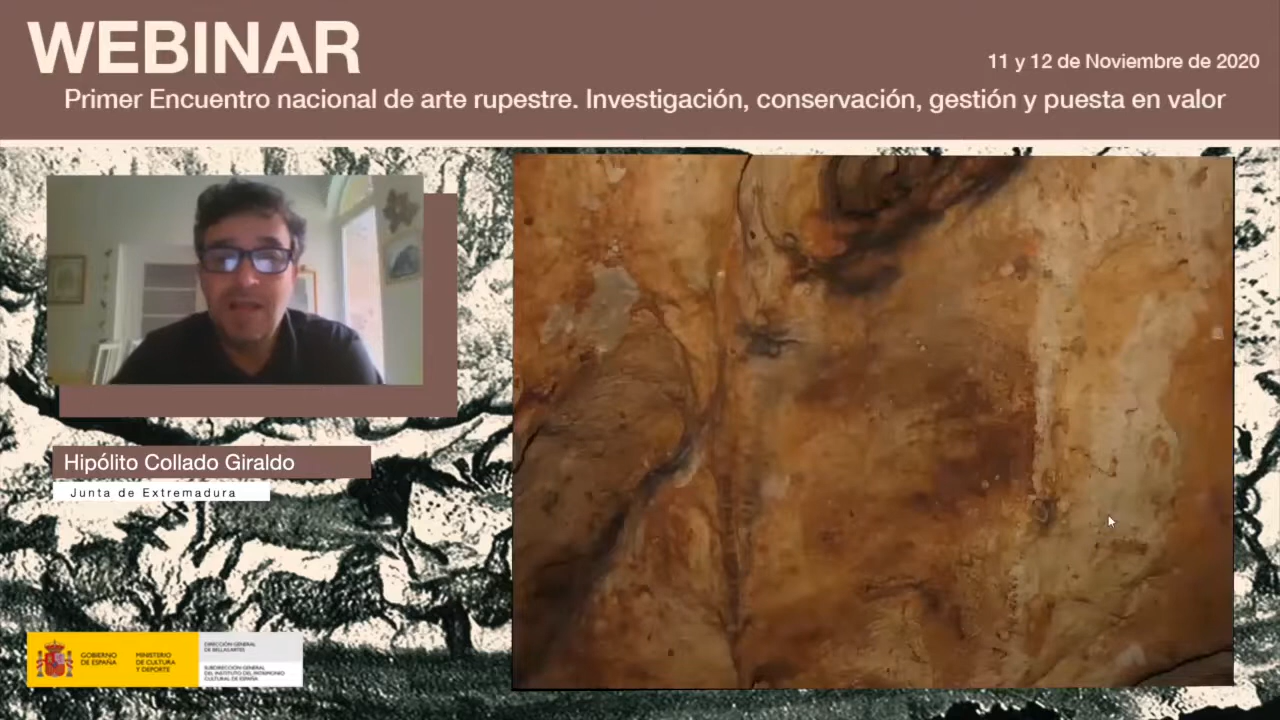 WEBINAR
11 y 12 de Noviembre de 2020
Primer Encuentro nacional de arte rupestre. Investigación, conservación, gestión y puesta en valor
Hipólito Collado Giraldo
Junta de Extremadura
GOBIERNO
DE ESPAÑA
MINISTERIO
DE CULTURA
Y DEPORTE
DIRECCIÓN GENERAL
DE BELLAS ARTES
SUBDIRECCIÓN GENERAL
DEL INSTITUTO DEL PATRIMONIO
CULTURAL DE ESPAÑA